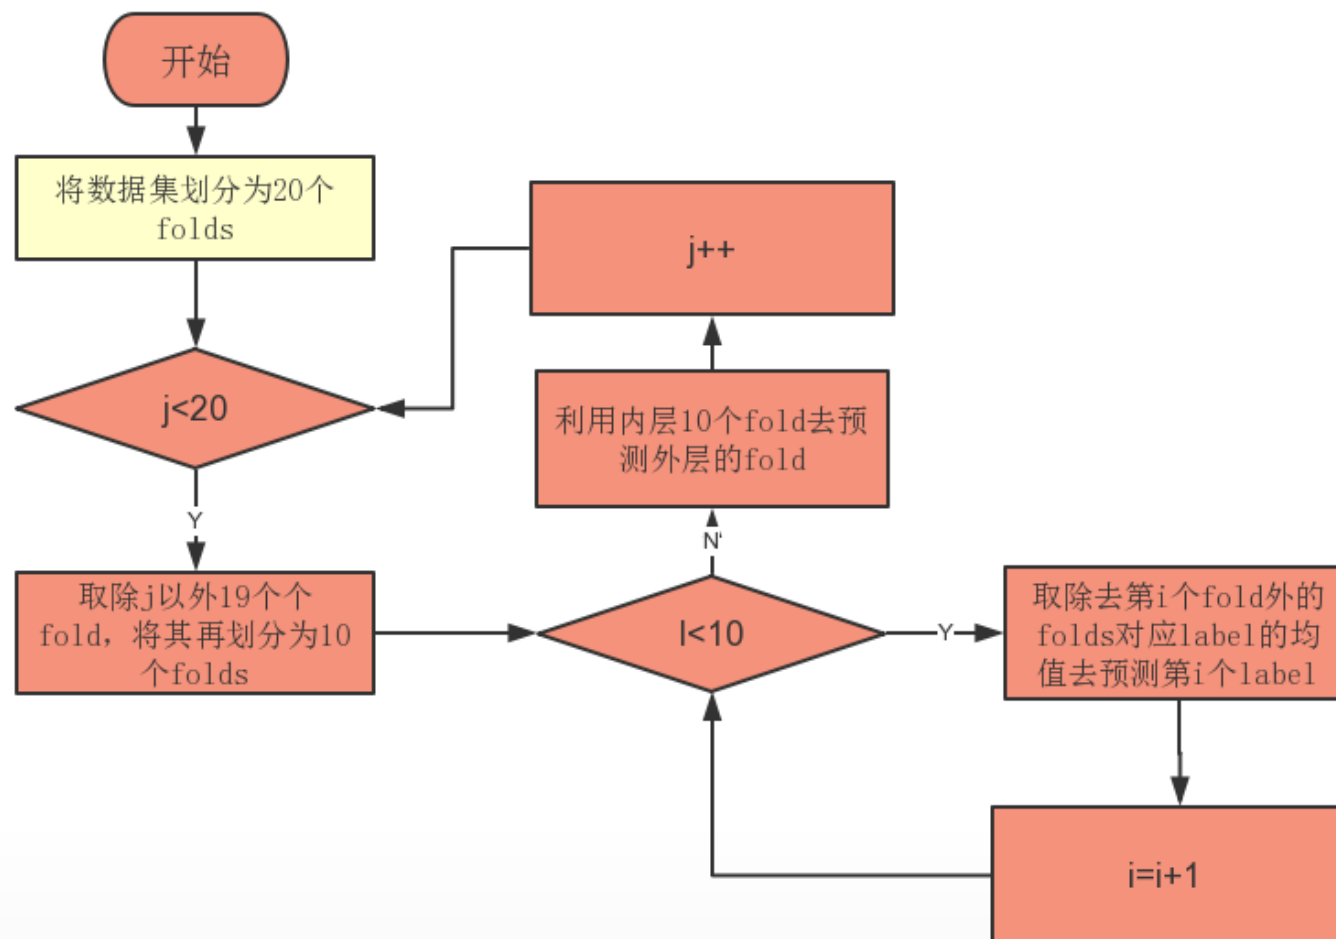 开始
将数据集划分为20个
folds
j++
j<20
利用内层10个fold去预
测外层的fold
Y
N'
取除j以外19个个
fold，将其再划分为10
个folds
I<10
Y
取除去第i个fold外的
folds对应label的均
值去预测第i个label
i=i+1